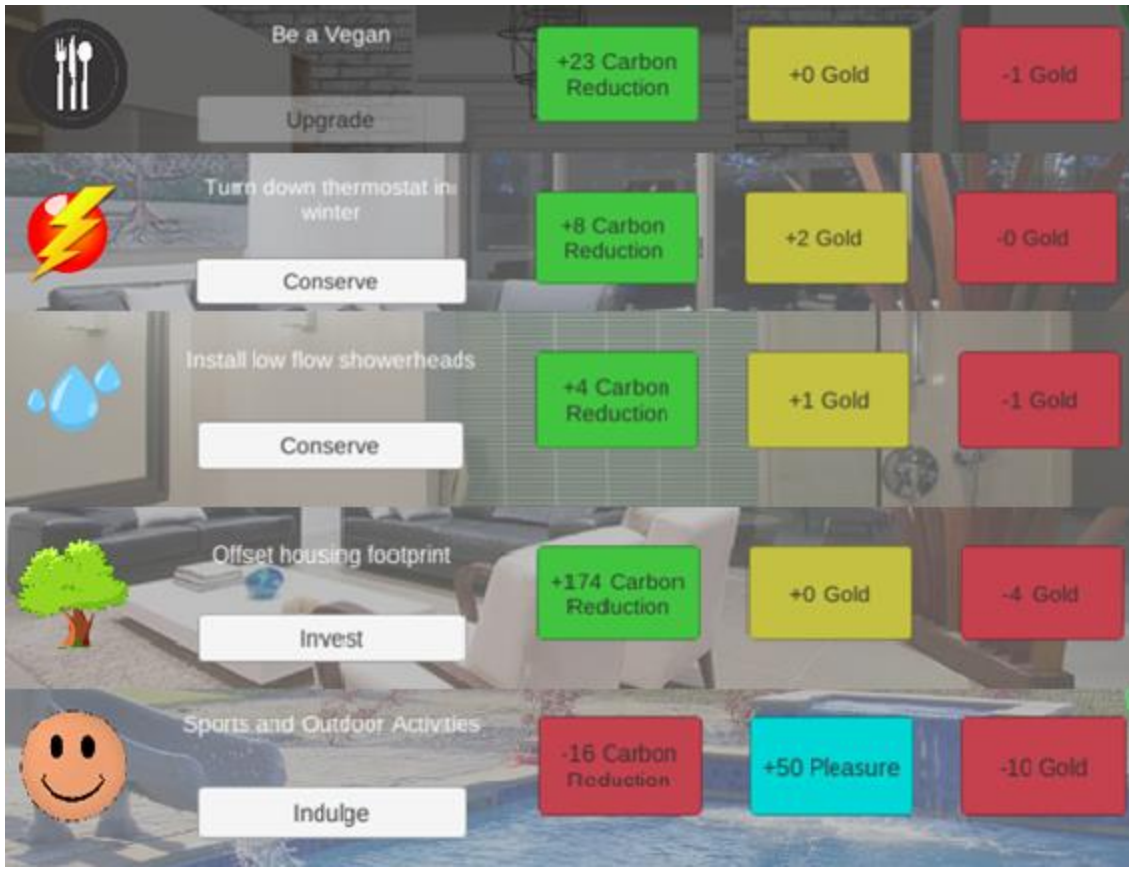 Be a Vegan
+23 Carbon
Reduction
+0 Gold
-1 Gold
Upgrade
Turn down thermostat in
winter
+8 Carbon
Reduction
+2 Gold
-0 Gold
Conserve
Install low flow showerheads
+4 Carbon
Reduction
+1 Gold
-1 Gold
Conserve
Offset housing footprint
+174 Carbon
Reduction
+0 Gold
-4 Gold
Invest
Sports and Outdoor Activities
-16 Carbon
Reduction
+50 Pleasure
-10 Gold
Indulge